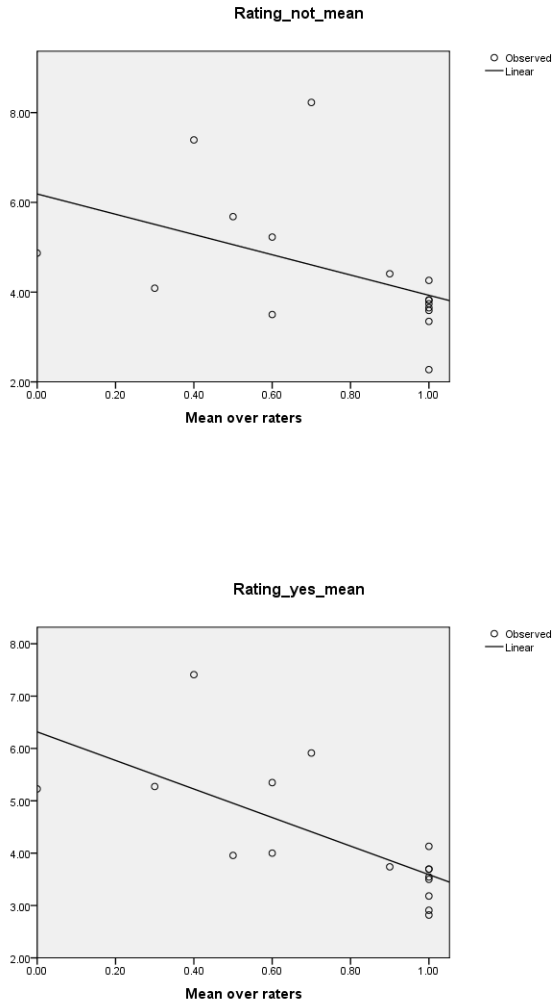 Rating_not_mean
Observed
Linear
8.00
6.00
4.00
2.00
0.00 0.20 0.40 0.60 0.80 1.00
Mean over raters
Rating_yes_mean
Observed
Linear
8.00
7.00
6.00
5.00
4.00
3.00
2.00
0.00 0.20 0.40 0.60 0.80 1.00
Mean over raters